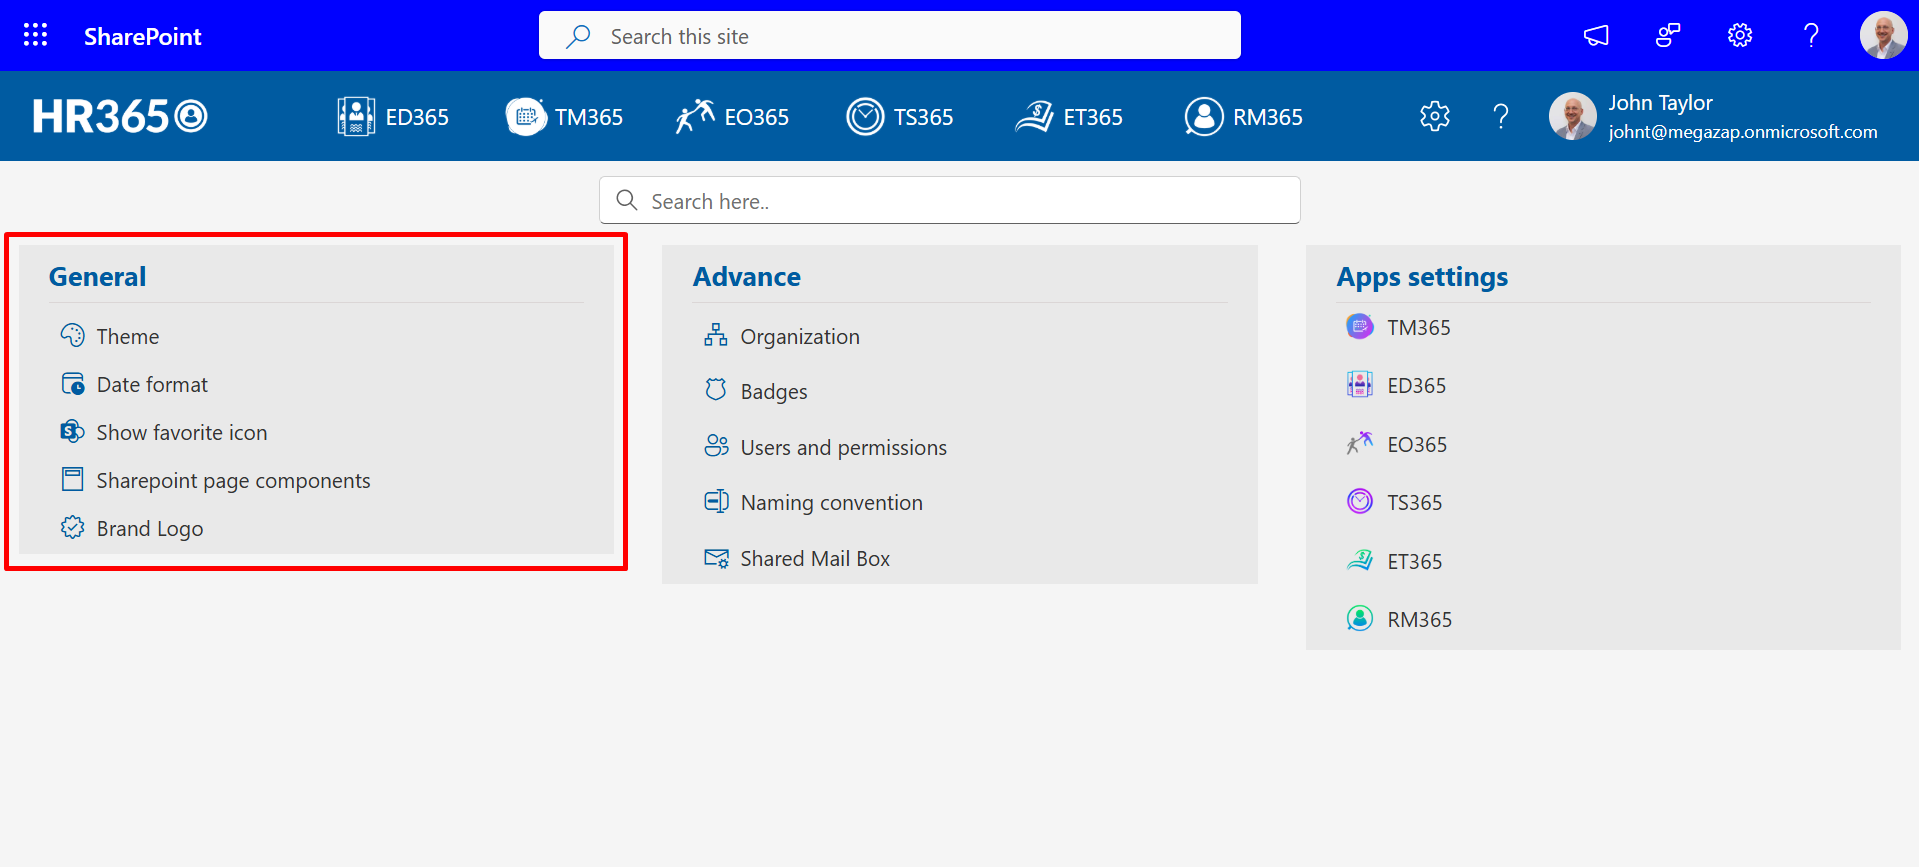 SharePoint
Search this site
HR365
ED365
TM365
EO365
TS365
ET365
RM365
John Taylor
johnt@megazap.onmicrosoft.com
Search here..
General
Theme
Date format
Show favorite icon
Sharepoint page components
Brand Logo
Advance
Organization
Badges
Users and permissions
Naming convention
Shared Mail Box
Apps settings
TM365
ED365
EO365
TS365
ET365
RM365